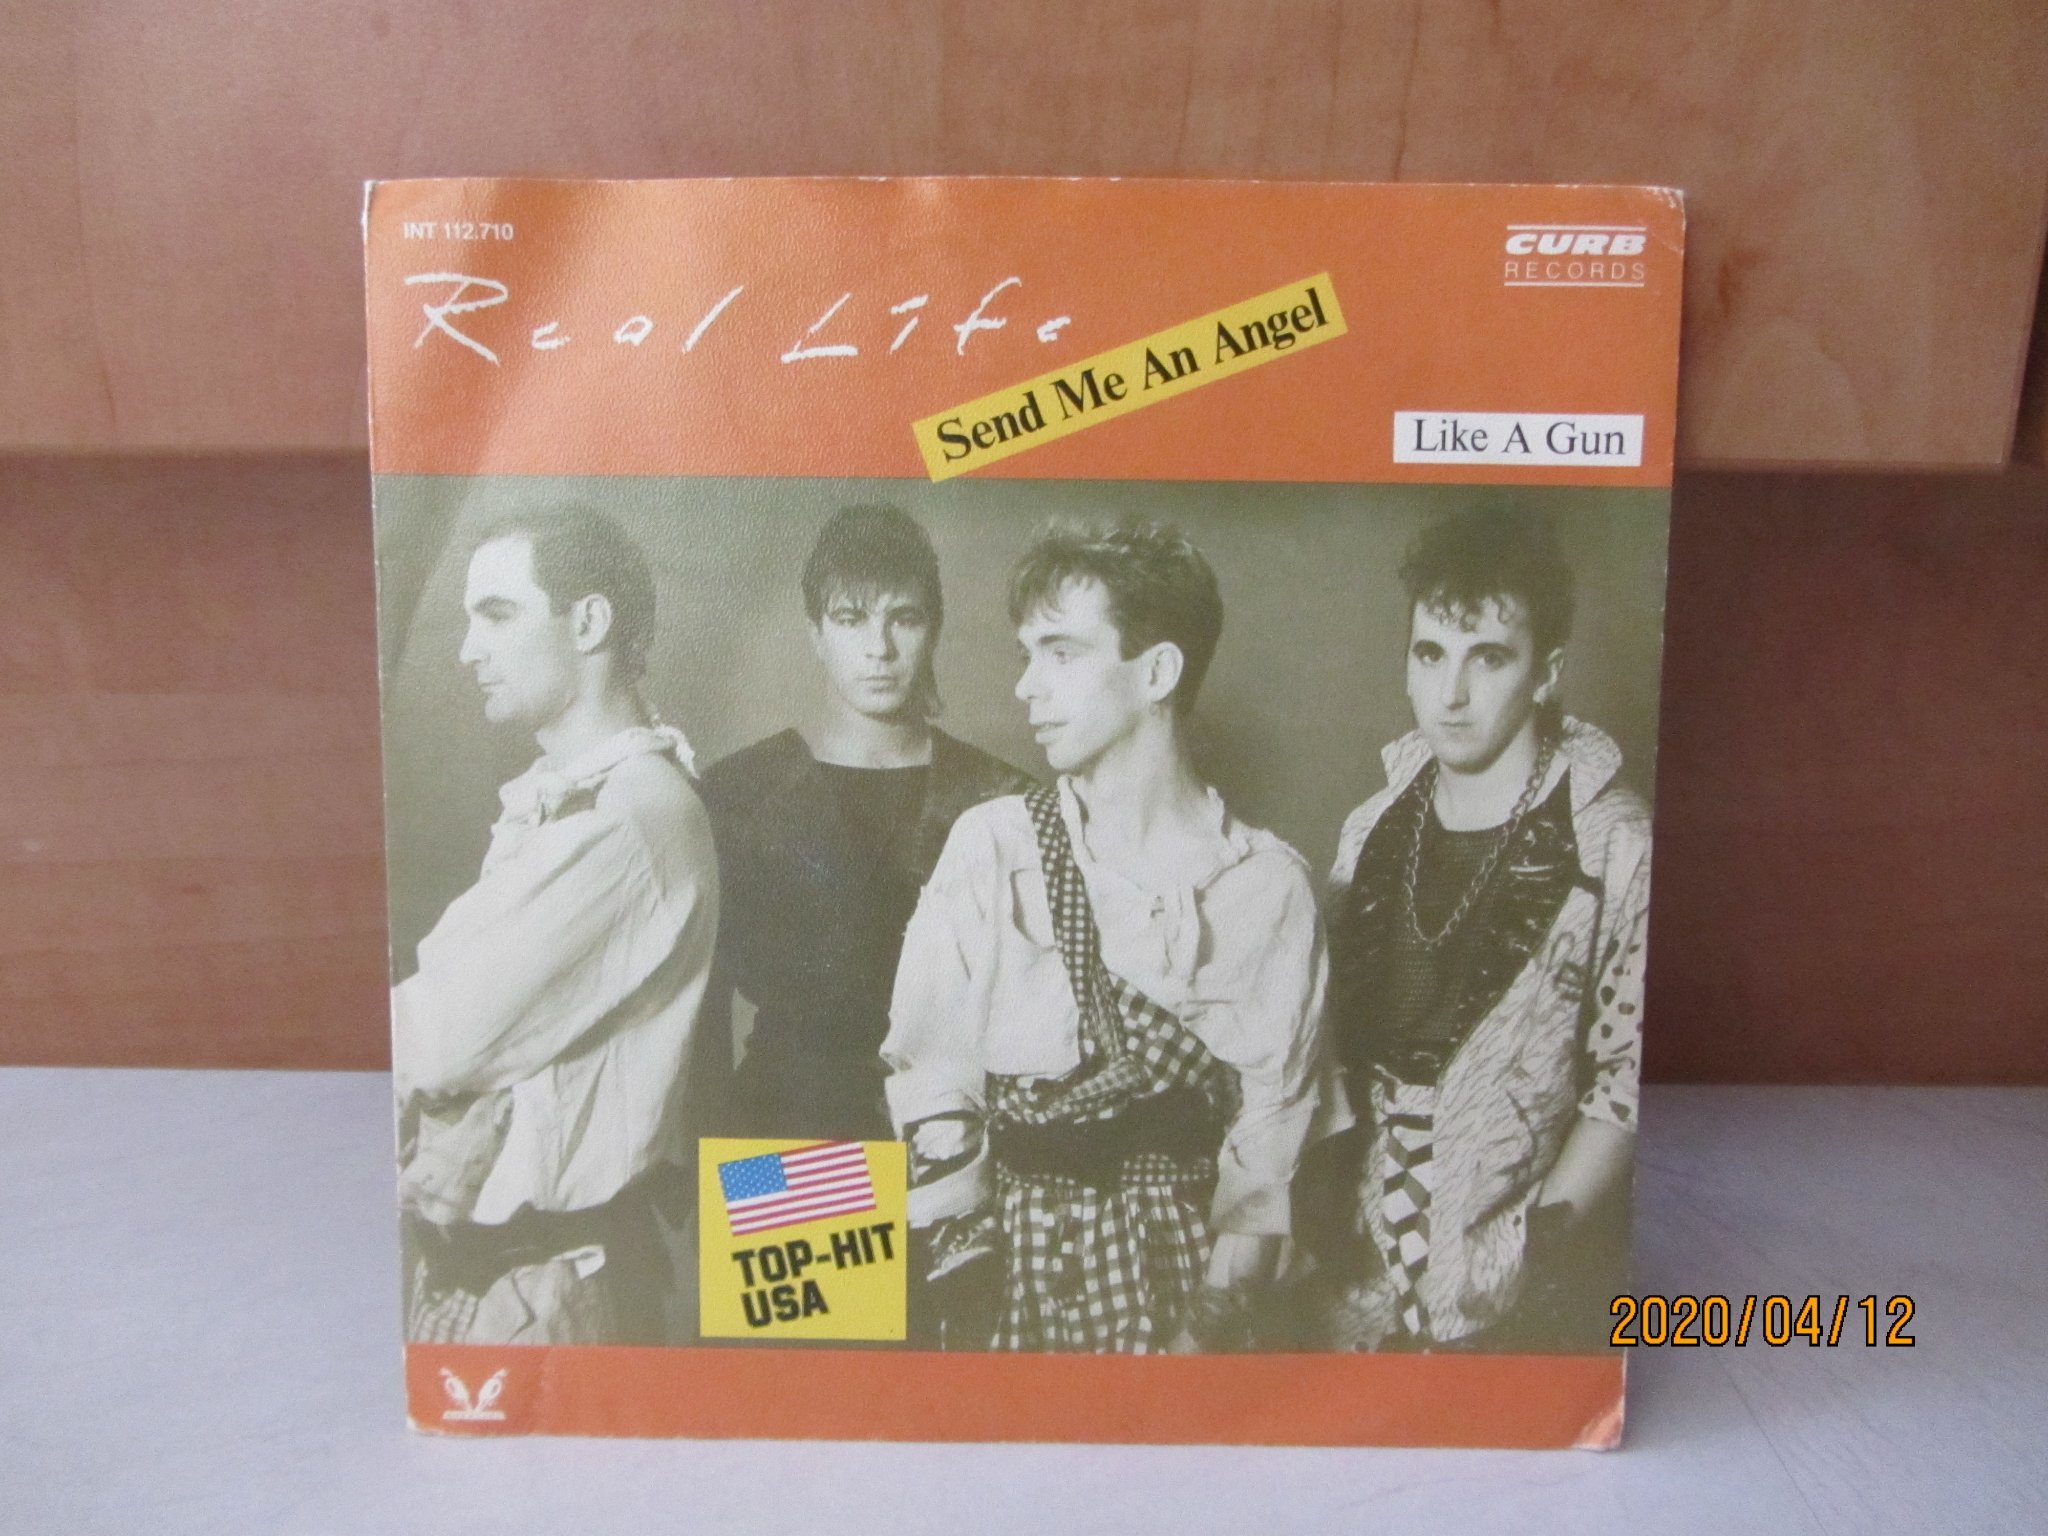 INT 112.710
CURB
RECORDS
Real Life
Send Me An Angel
Like A Gun
TOP-HIT
USA
2020/04/12